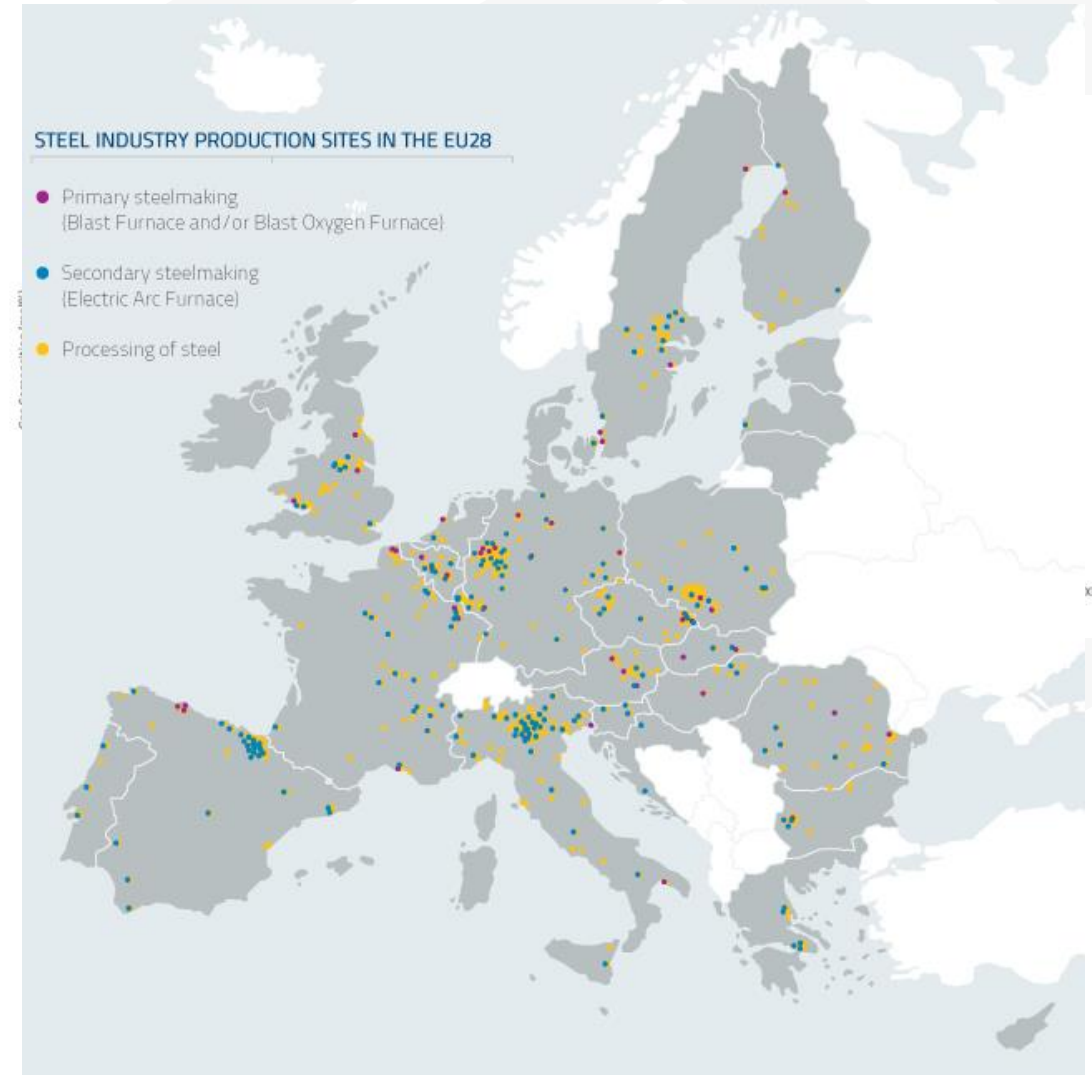 STEEL INDUSTRY PRODUCTION SITES IN THE EU28
Primary steelmaking
(Blast Furnace and/or Blast Oxygen Furnace)
Secondary steelmaking
(Electric Arc Furnace)
Processing of steel